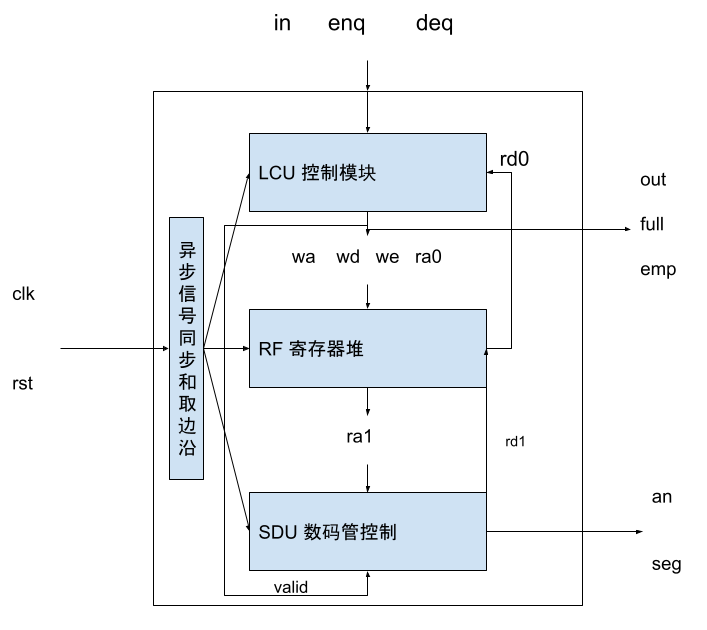 in enq deq
LCU 控制模块
rd0
out
full
emp
wa wd we ra0
异步信号同步和取边沿
clk
rst
RF 寄存器堆
ra1
rd1
SDU 数码管控制
an
seg
valid